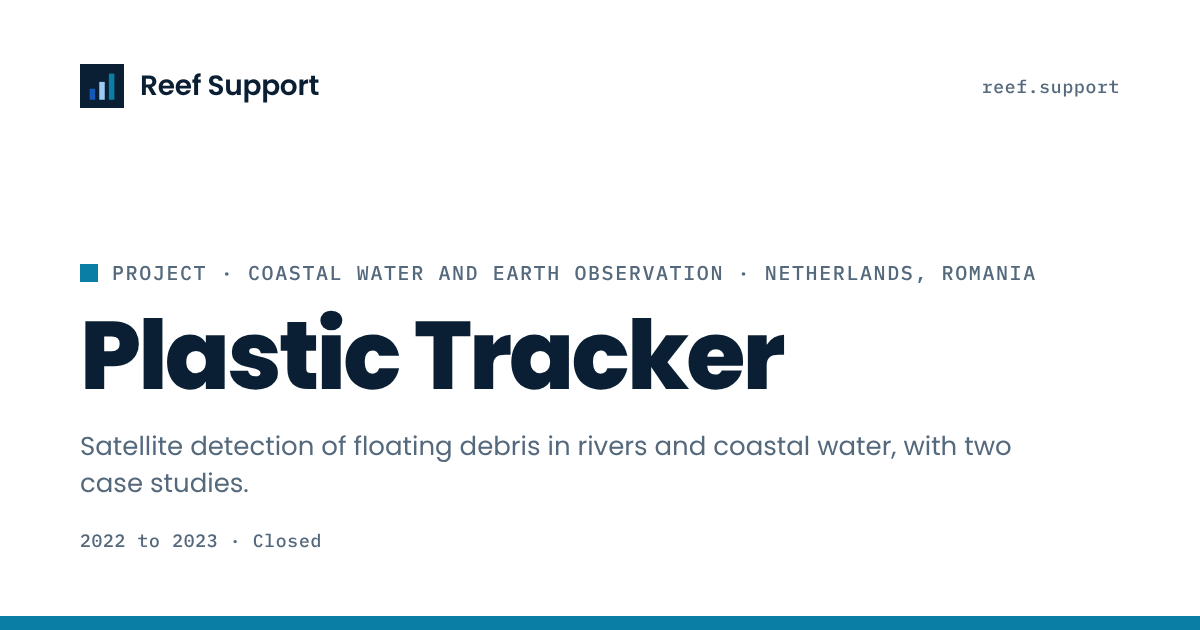 Reef Support
reef.support
PROJECT · COASTAL WATER AND EARTH OBSERVATION · NETHERLANDS, ROMANIA
Plastic Tracker
Satellite detection of floating debris in rivers and coastal water, with two
case studies.
2022 to 2023 · Closed